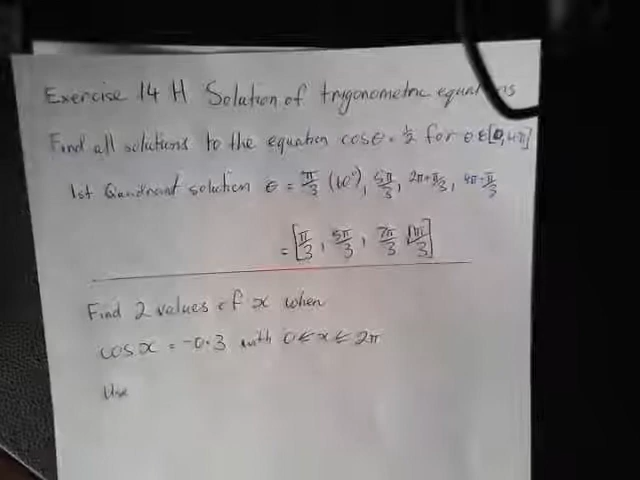 Exercise 14 H Solution of trigonometric equat ns
Find all solutions to the equation cosθ = ½ for θ ∈ [0, 4π]
1st Quadrant solution θ = π/3 (60°), 5π/3, 2π+π/3, 4π-π/3
= [π/3, 5π/3, 7π/3, 11π/3]
Find 2 values of x when
cos x = -0.3 with 0 ≤ x ≤ 2π
Use